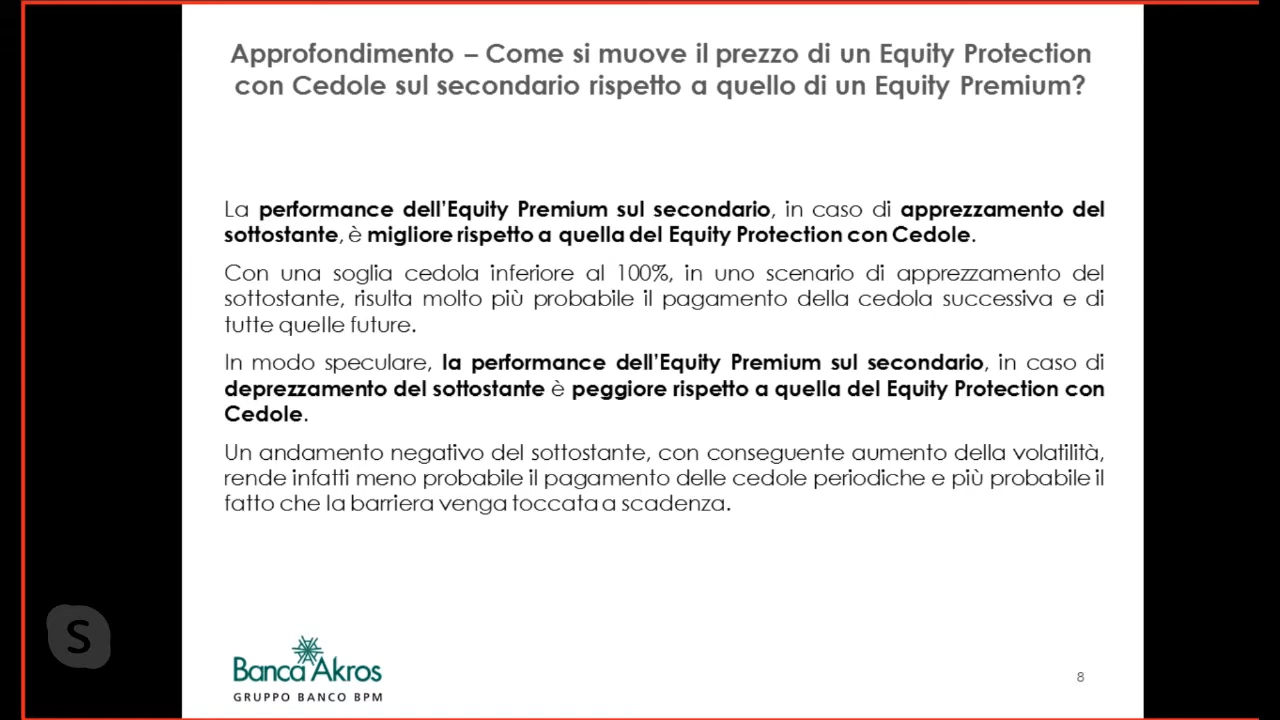 Approfondimento – Come si muove il prezzo di un Equity Protection
con Cedole sul secondario rispetto a quello di un Equity Premium?
La performance dell'Equity Premium sul secondario, in caso di apprezzamento del
sottostante, è migliore rispetto a quella del Equity Protection con Cedole.
Con una soglia cedola inferiore al 100%, in uno scenario di apprezzamento del
sottostante, risulta molto più probabile il pagamento della cedola successiva e di
tutte quelle future.
In modo speculare, la performance dell'Equity Premium sul secondario, in caso di
deprezzamento del sottostante è peggiore rispetto a quella del Equity Protection con
Cedole.
Un andamento negativo del sottostante, con conseguente aumento della volatilità,
rende infatti meno probabile il pagamento delle cedole periodiche e più probabile il
fatto che la barriera venga toccata a scadenza.
S
Banca Akros
GRUPPO BANCO BPM
8